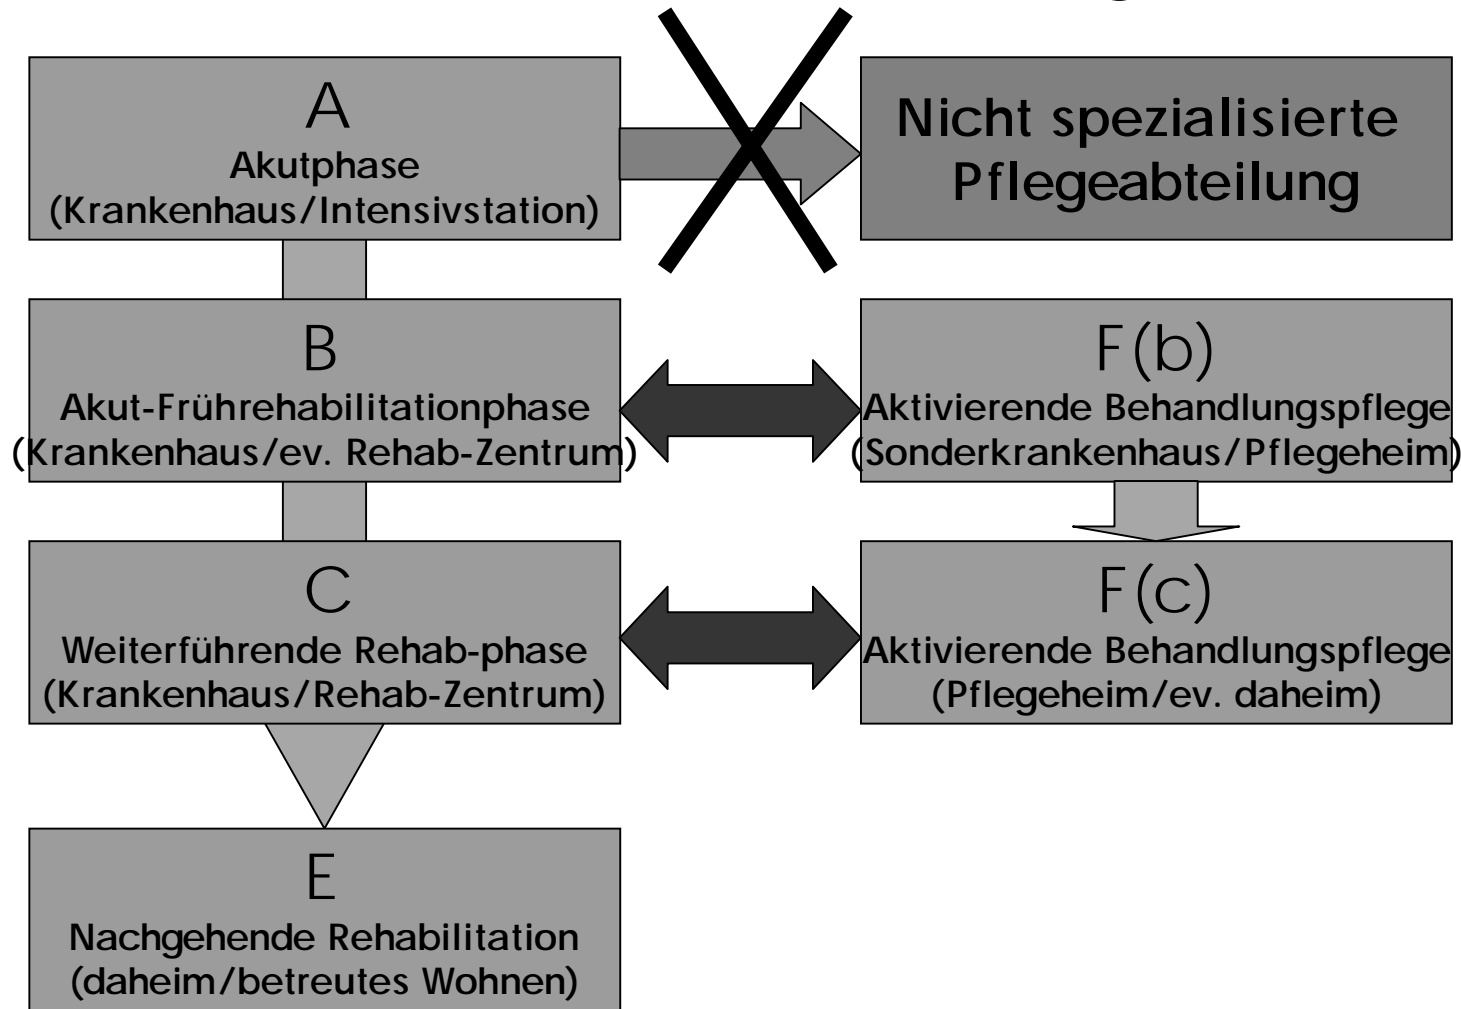 A
Akutphase
(Krankenhaus/Intensivstation)
Nicht spezialisierte
Pflegeabteilung
B
Akut-Frührehabilitationphase
(Krankenhaus/ev. Rehab-Zentrum)
F(b)
Aktivierende Behandlungspflege
(Sonderkrankenhaus/Pflegeheim)
C
Weiterführende Rehab-phase
(Krankenhaus/Rehab-Zentrum)
F(c)
Aktivierende Behandlungspflege
(Pflegeheim/ev. daheim)
E
Nachgehende Rehabilitation
(daheim/betreutes Wohnen)